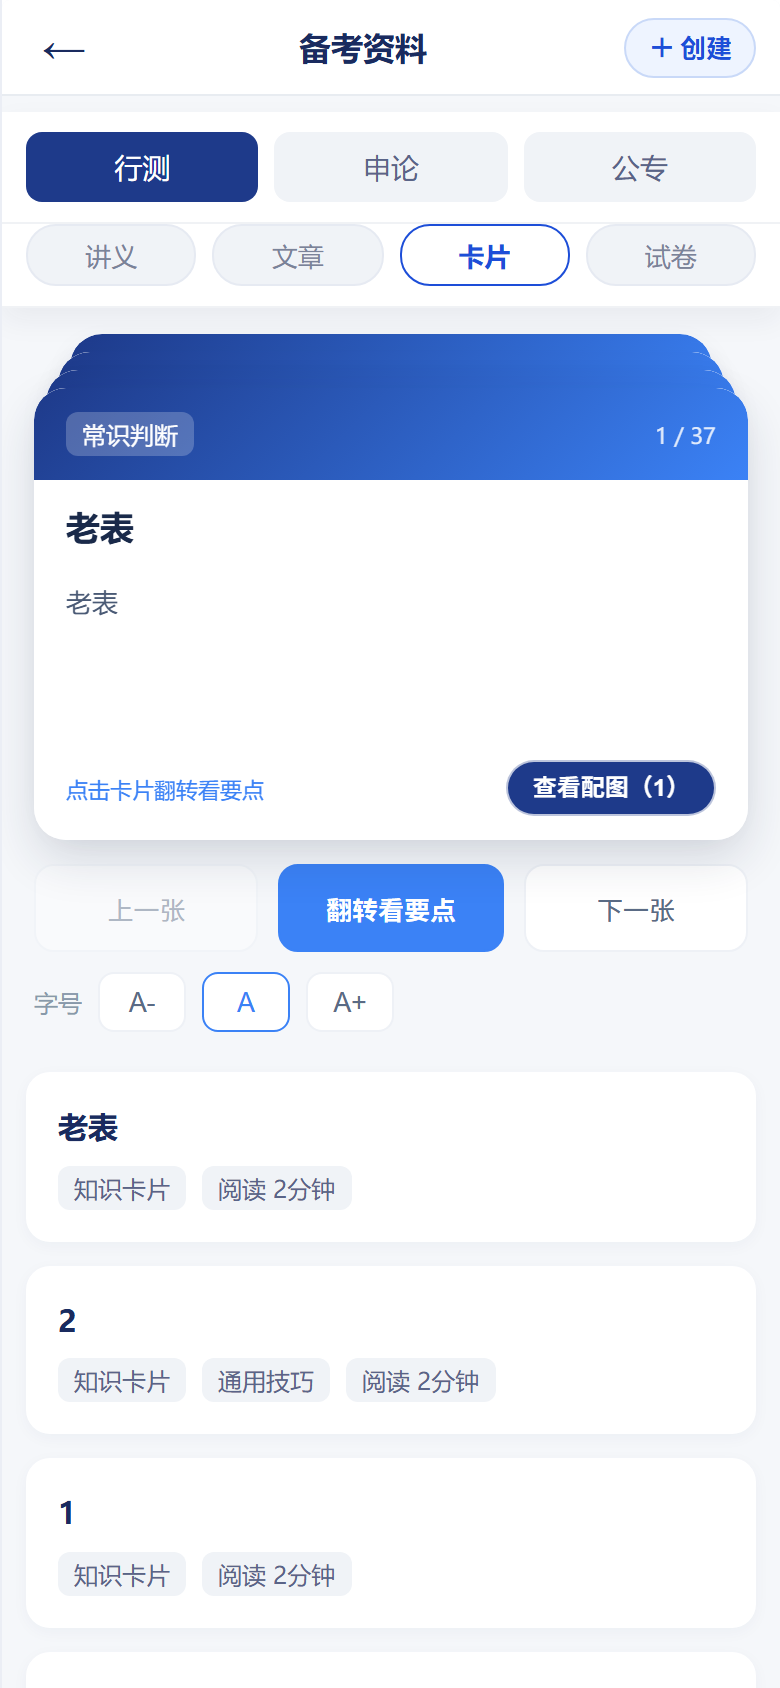 备考资料
＋ 创建
行测 申论 公专
讲义 文章 卡片 试卷
常识判断 1 / 37
老表
老表
点击卡片翻转看要点 查看配图（1）
上一张 翻转看要点 下一张
字号 A- A A+
老表
知识卡片 阅读 2分钟
2
知识卡片 通用技巧 阅读 2分钟
1
知识卡片 阅读 2分钟